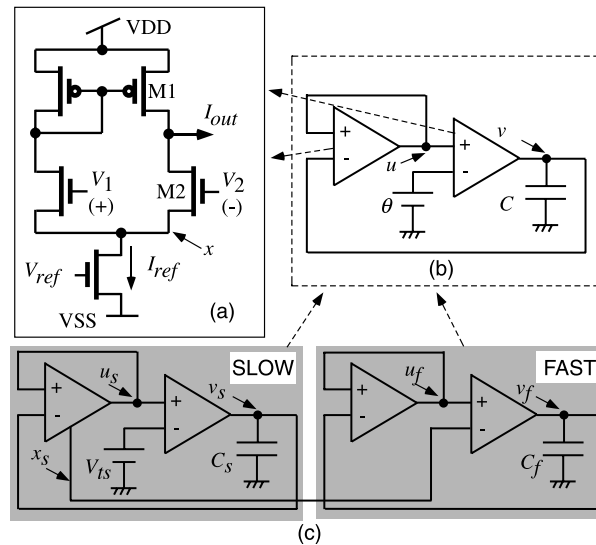 VDD
M1
I_out
V_1
(+)
M2
V_2
(-)
x
V_ref
I_ref
VSS
(a)
+
-
u
+
-
v
θ
C
(b)
SLOW
+
-
u_s
+
-
v_s
x_s
V_ts
C_s
FAST
+
-
u_f
+
-
v_f
C_f
(c)